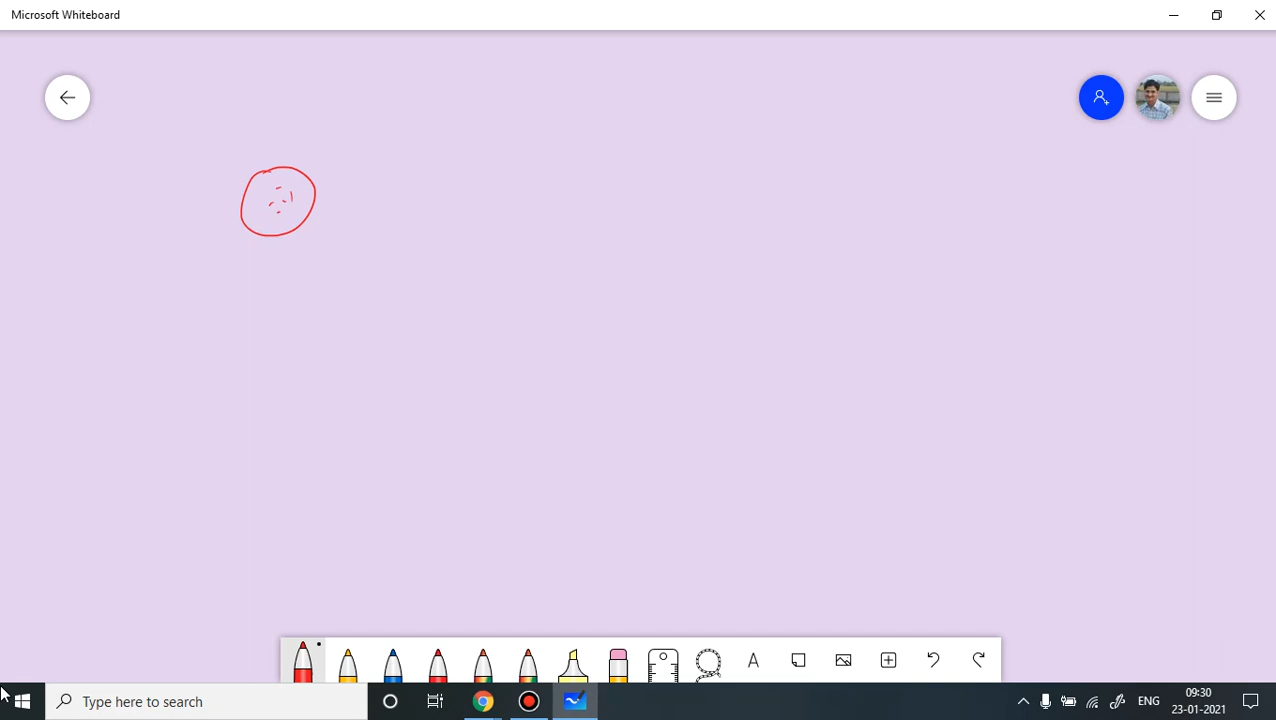 Microsoft Whiteboard
A
Type here to search
ENG
09:30
23-01-2021